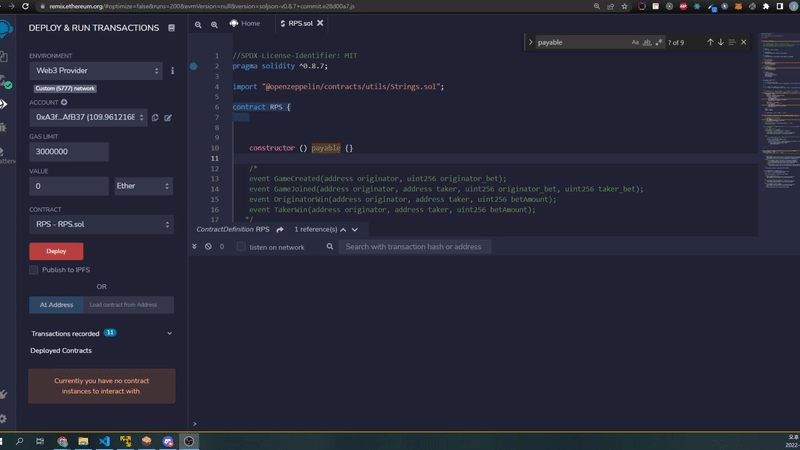 remix.ethereum.org/#optimize=false&runs=200&evmVersion=null&version=soljson-v0.8.7+commit.e28d00a7.js
DEPLOY & RUN TRANSACTIONS
ENVIRONMENT
Web3 Provider
Custom (5777) network
ACCOUNT
0xA3f...AfB37 (109.9612168
GAS LIMIT
3000000
VALUE
0
Ether
CONTRACT
RPS - RPS.sol
Deploy
Publish to IPFS
OR
At Address
Load contract from Address
Transactions recorded 11
Deployed Contracts
Currently you have no contract
instances to interact with.
Home
RPS.sol
payable
Aa
? of 9
1 //SPDX-License-Identifier: MIT
2 pragma solidity ^0.8.7;
3
4 import "@openzeppelin/contracts/utils/Strings.sol";
5
6 contract RPS {
7
8
9
10 constructor () payable {}
11
12 /*
13 event GameCreated(address originator, uint256 originator_bet);
14 event GameJoined(address originator, address taker, uint256 originator_bet, uint256 taker_bet);
15 event OriginatorWin(address originator, address taker, uint256 betAmount);
16 event TakerWin(address originator, address taker, uint256 betAmount);
17 */
ContractDefinition RPS
1 reference(s)
0
listen on network
Search with transaction hash or address
>
오후
2022-